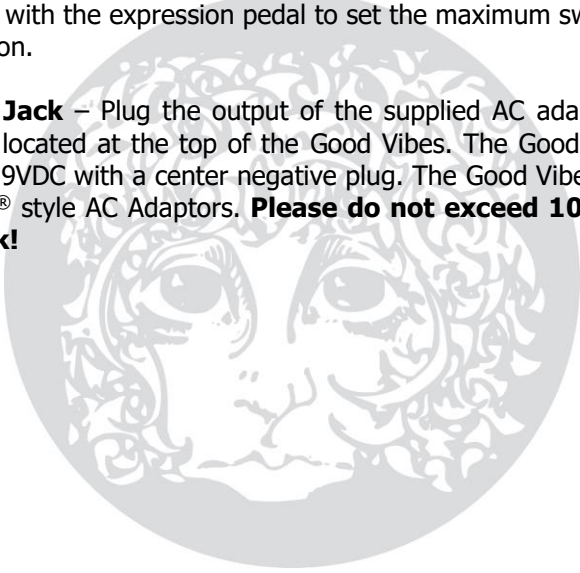 with the expression pedal to set the maximum sw
on.
Jack – Plug the output of the supplied AC ada
located at the top of the Good Vibes. The Good
9VDC with a center negative plug. The Good Vibe
® style AC Adaptors. Please do not exceed 10
k!